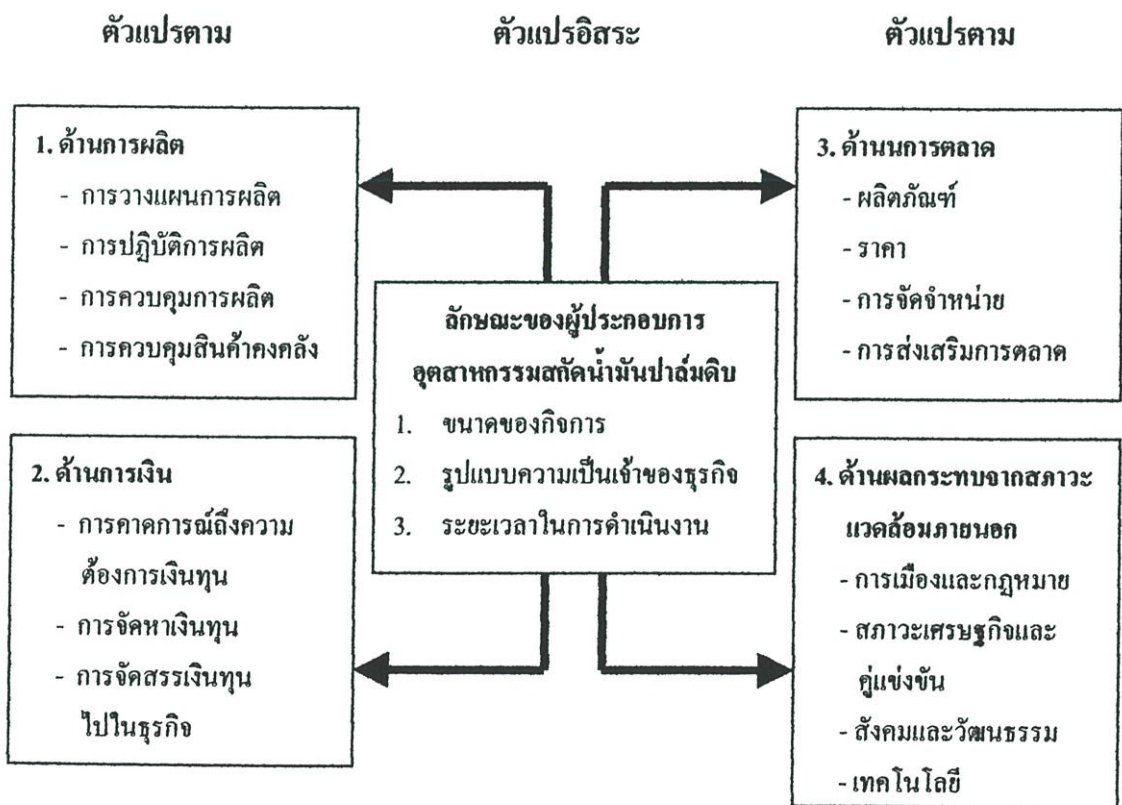 ตัวแปรตาม
ตัวแปรอิสระ
ตัวแปรตาม
1. ด้านการผลิต
- การวางแผนการผลิต
- การปฏิบัติการผลิต
- การควบคุมการผลิต
- การควบคุมสินค้าคงคลัง
2. ด้านการเงิน
- การคาดการณ์ถึงความ
ต้องการเงินทุน
- การจัดหาเงินทุน
- การจัดสรรเงินทุน
ไปในธุรกิจ
ลักษณะของผู้ประกอบการ
อุตสาหกรรมสกัดน้ำมันปาล์มดิบ
1. ขนาดของกิจการ
2. รูปแบบความเป็นเจ้าของธุรกิจ
3. ระยะเวลาในการดำเนินงาน
3. ด้านนการตลาด
- ผลิตภัณฑ์
- ราคา
- การจัดจำหน่าย
- การส่งเสริมการตลาด
4. ด้านผลกระทบจากสภาวะ
แวดล้อมภายนอก
- การเมืองและกฎหมาย
- สภาวะเศรษฐกิจและ
คู่แข่งขัน
- สังคมและวัฒนธรรม
- เทคโนโลยี